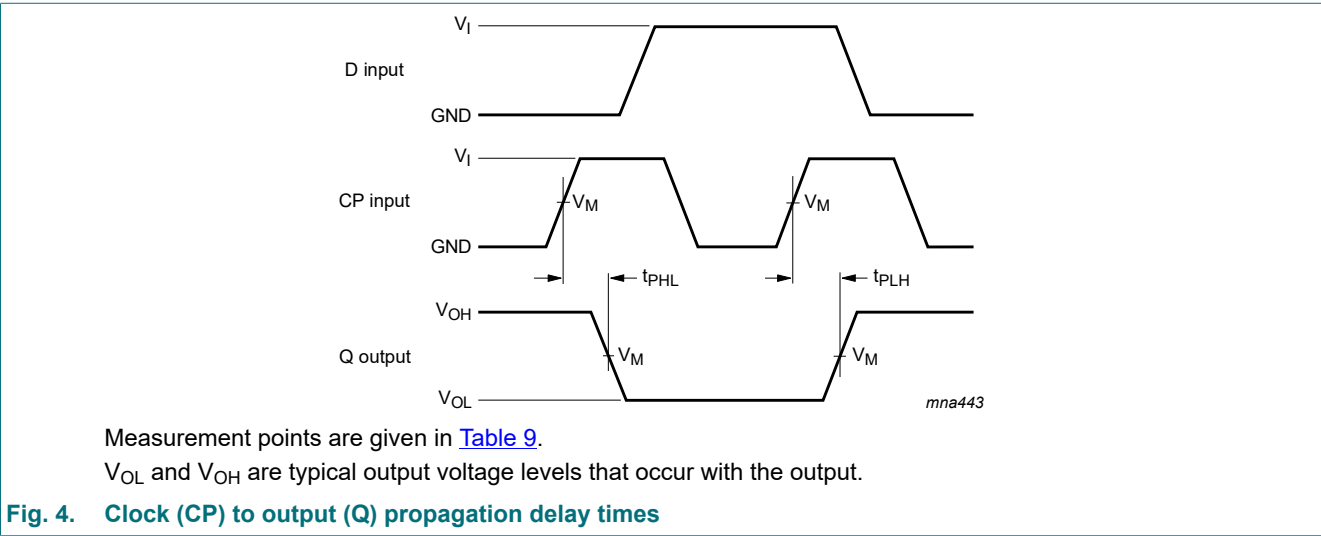 V_I
D input
GND
V_I
CP input
V_M V_M
GND
t_PHL t_PLH
V_OH
Q output
V_M V_M
V_OL
mna443
Measurement points are given in Table 9.
V_OL and V_OH are typical output voltage levels that occur with the output.
Fig. 4. Clock (CP) to output (Q) propagation delay times